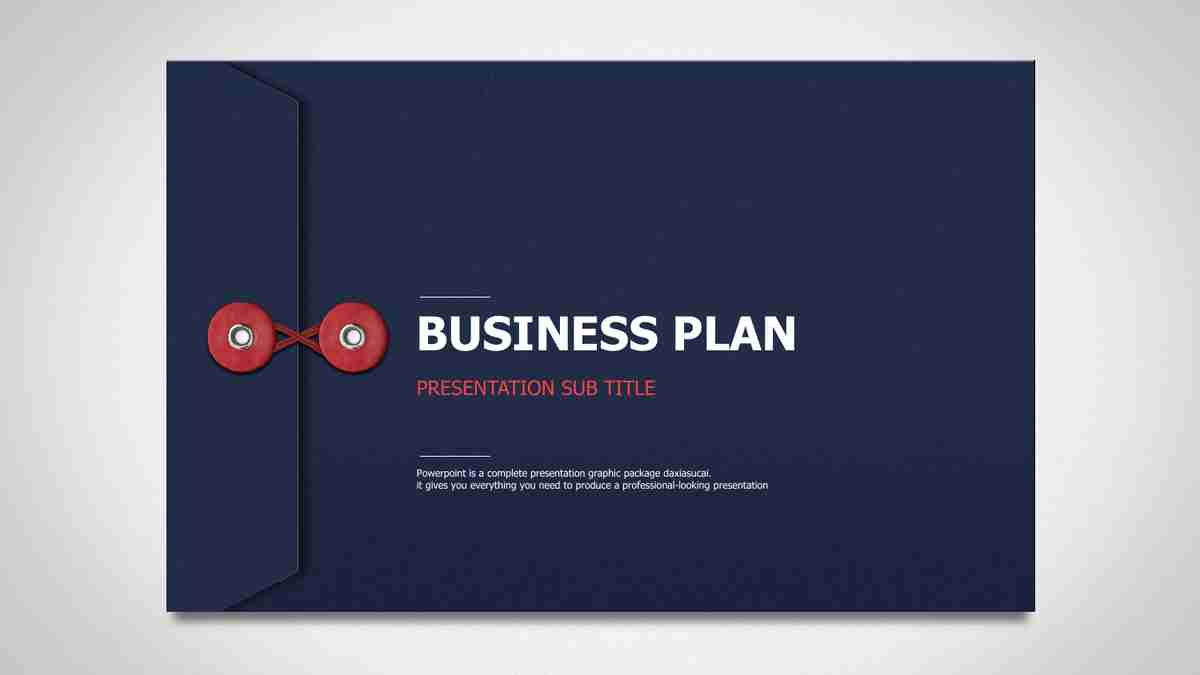 BUSINESS PLAN
PRESENTATION SUB TITLE
Powerpoint is a complete presentation graphic package daxiasucai.
it gives you everything you need to produce a professional-looking presentation